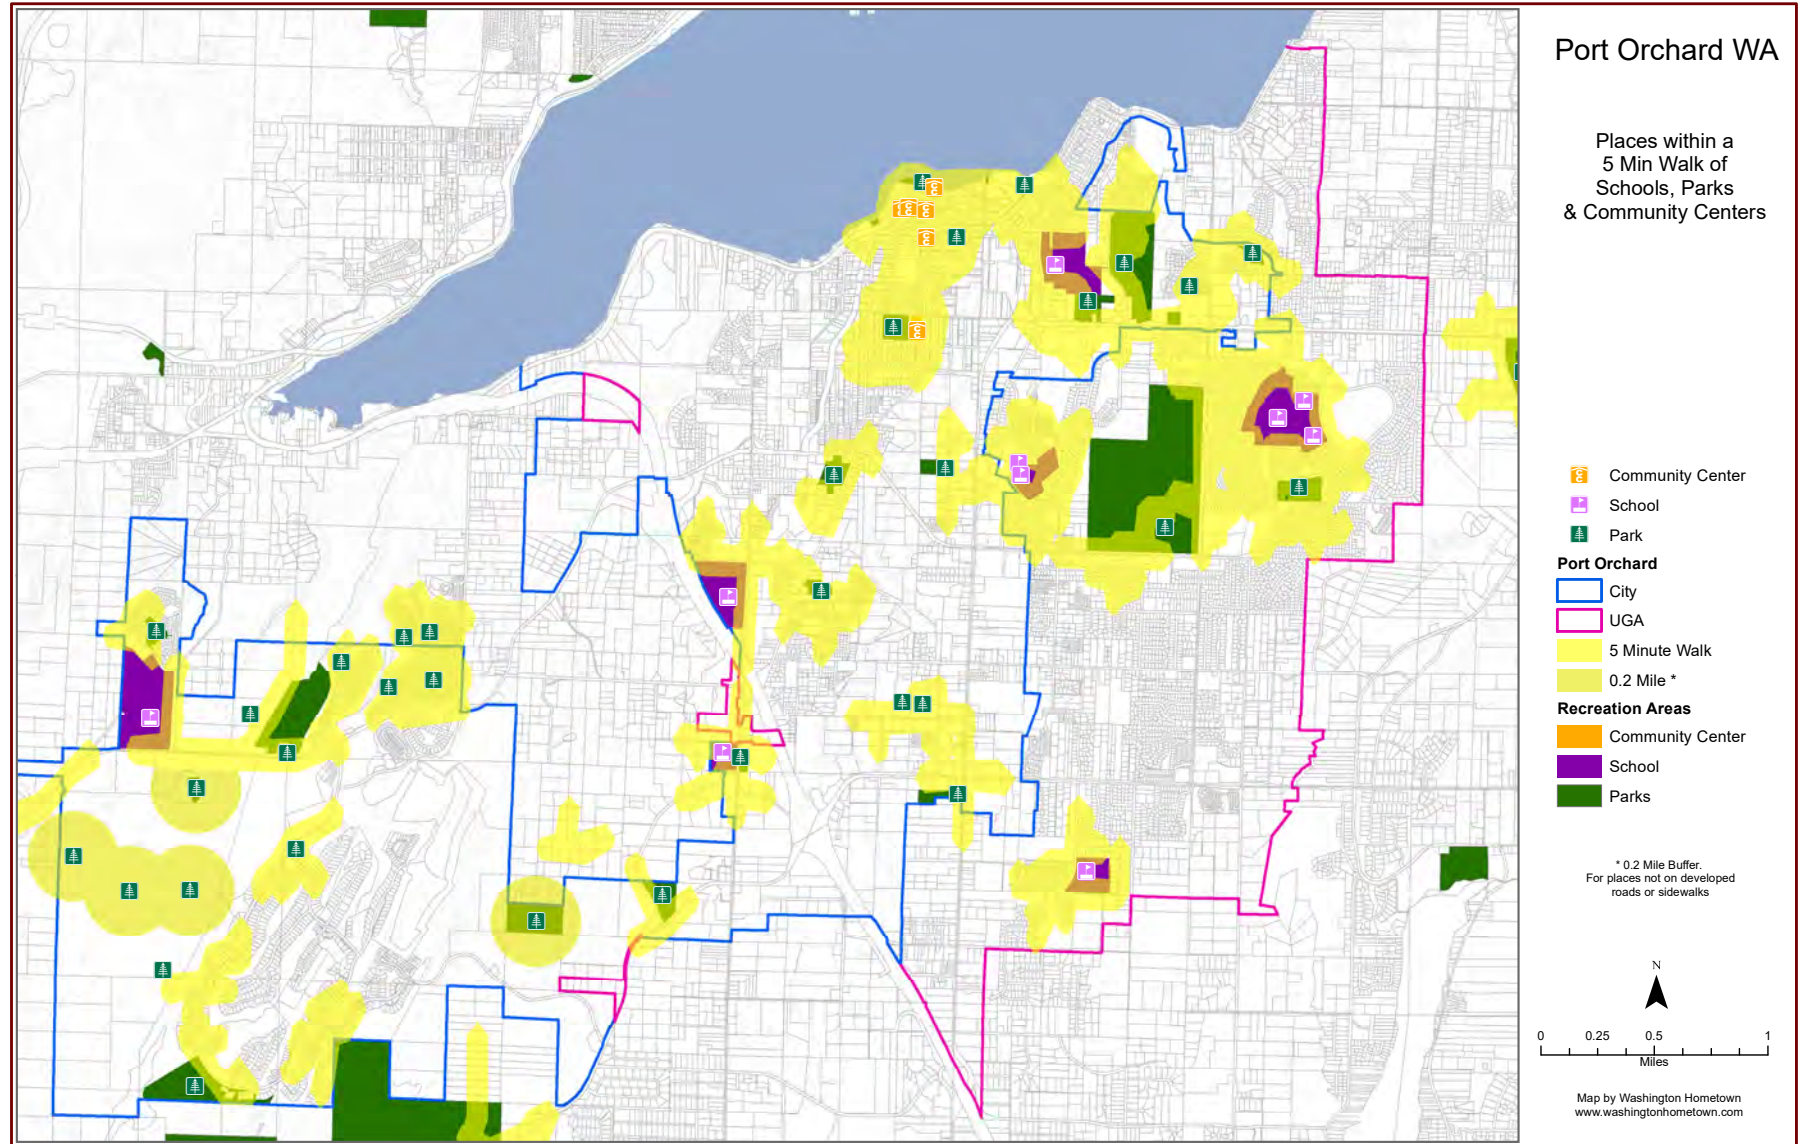 Port Orchard WA
Places within a
5 Min Walk of
Schools, Parks
& Community Centers
Community Center
School
Park
Port Orchard
City
UGA
5 Minute Walk
0.2 Mile *
Recreation Areas
Community Center
School
Parks
* 0.2 Mile Buffer.
For places not on developed
roads or sidewalks
N
0 0.25 0.5 1
Miles
Map by Washington Hometown
www.washingtonhometown.com